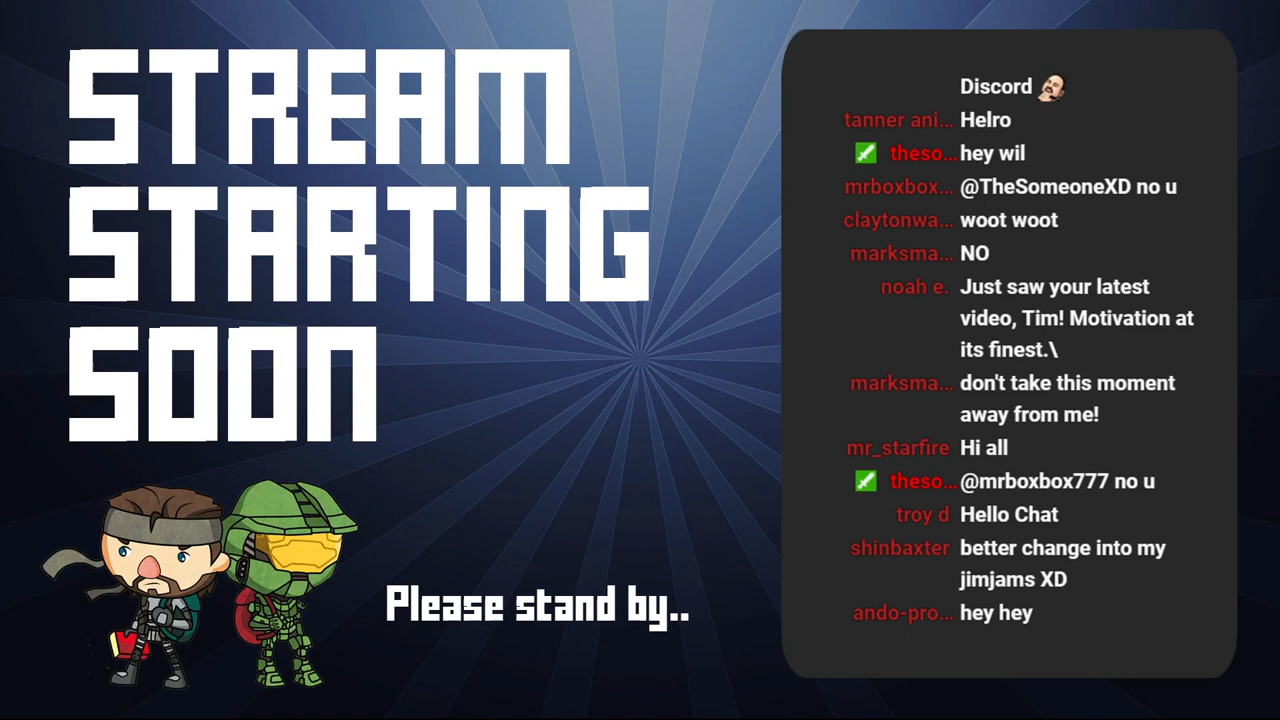 STREAM
STARTING
SOON
Please stand by..
Discord
tanner ani... Helro
theso... hey wil
mrboxbox... @TheSomeoneXD no u
claytonwa... woot woot
marksma... NO
noah e. Just saw your latest
video, Tim! Motivation at
its finest.\
marksma... don't take this moment
away from me!
mr_starfire Hi all
theso... @mrboxbox777 no u
troy d Hello Chat
shinbaxter better change into my
jimjams XD
ando-pro... hey hey